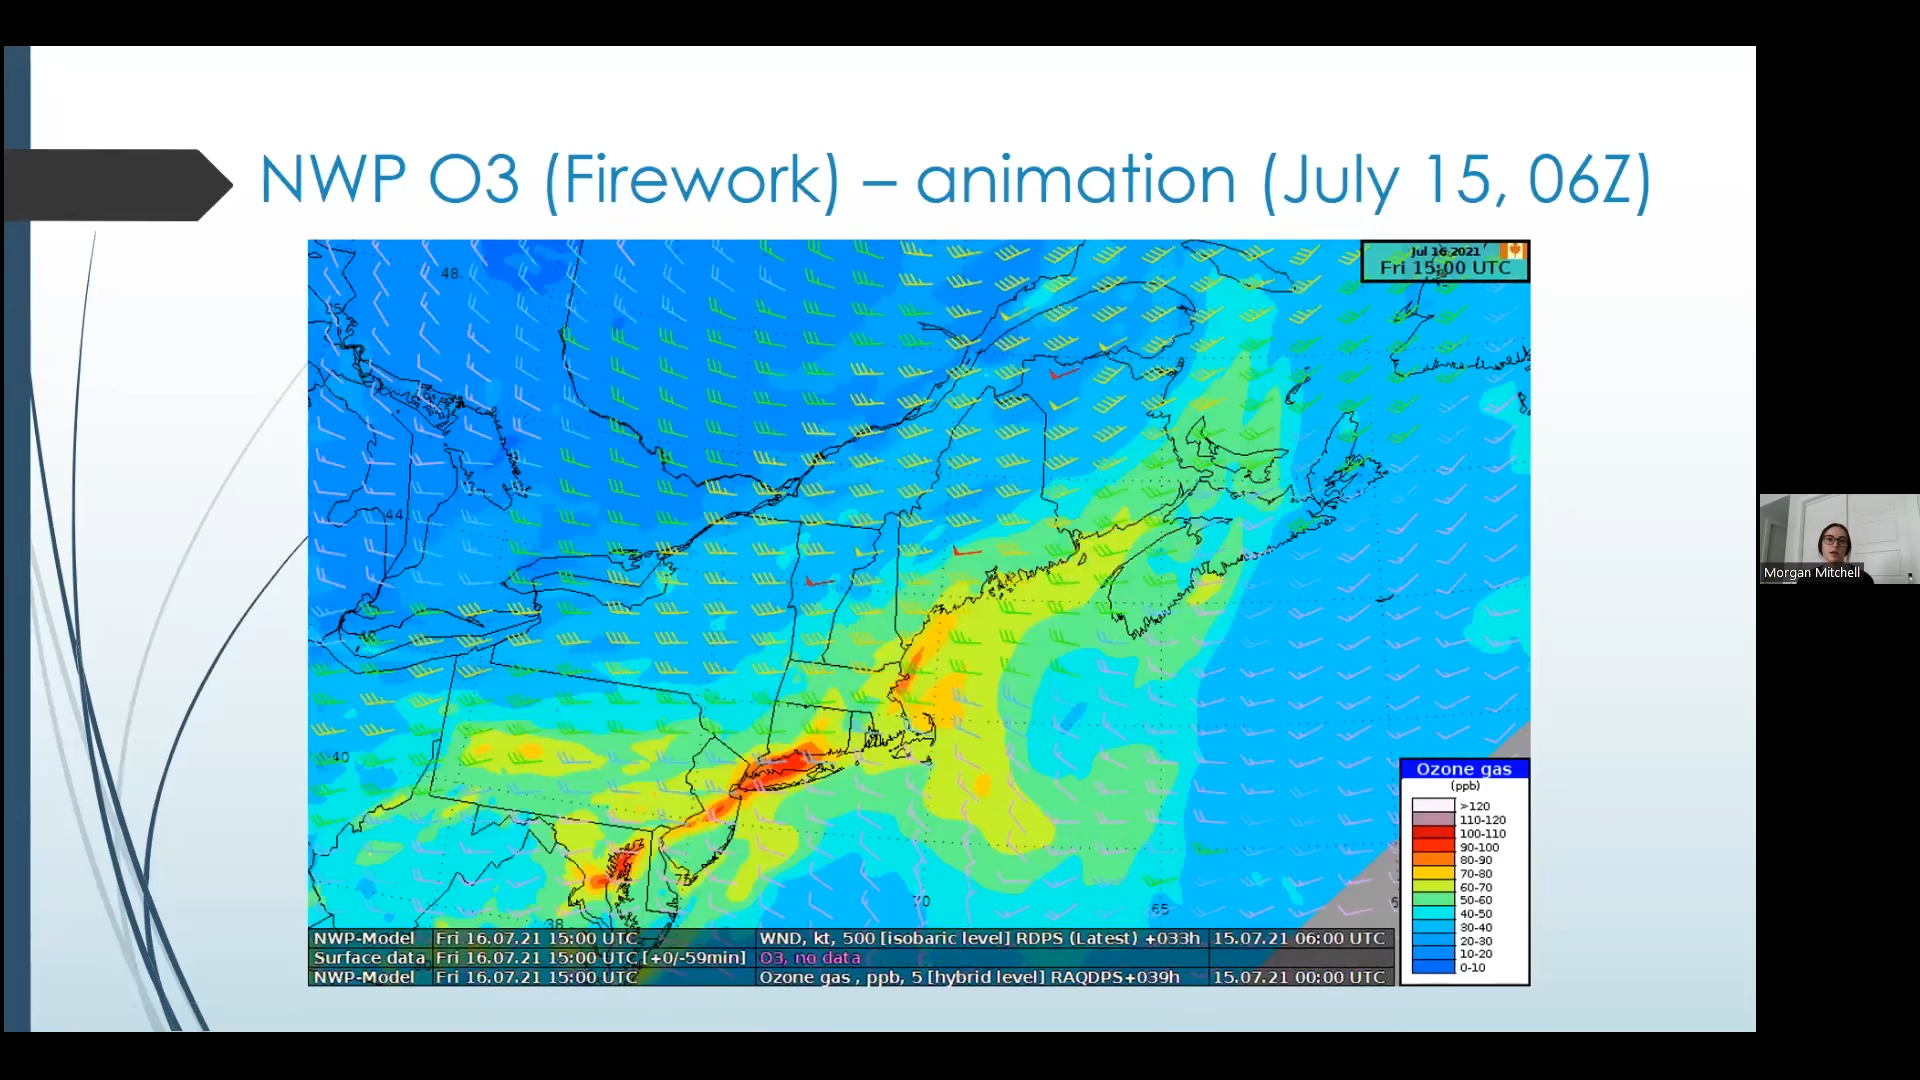 NWP O3 (Firework) – animation (July 15, 06Z)
Jul 16 2021
Fri 15:00 UTC
48
44
40
38
75
70
65
Ozone gas
(ppb)
>120
110-120
100-110
90-100
80-90
70-80
60-70
50-60
40-50
30-40
20-30
10-20
0-10
NWP-Model Fri 16.07.21 15:00 UTC WND, kt, 500 [isobaric level] RDPS (Latest) +033h 15.07.21 06:00 UTC
Surface data Fri 16.07.21 15:00 UTC [+0/-59min] O3, no data
NWP-Model Fri 16.07.21 15:00 UTC Ozone gas , ppb, 5 [hybrid level] RAQDPS+039h 15.07.21 00:00 UTC
Morgan Mitchell